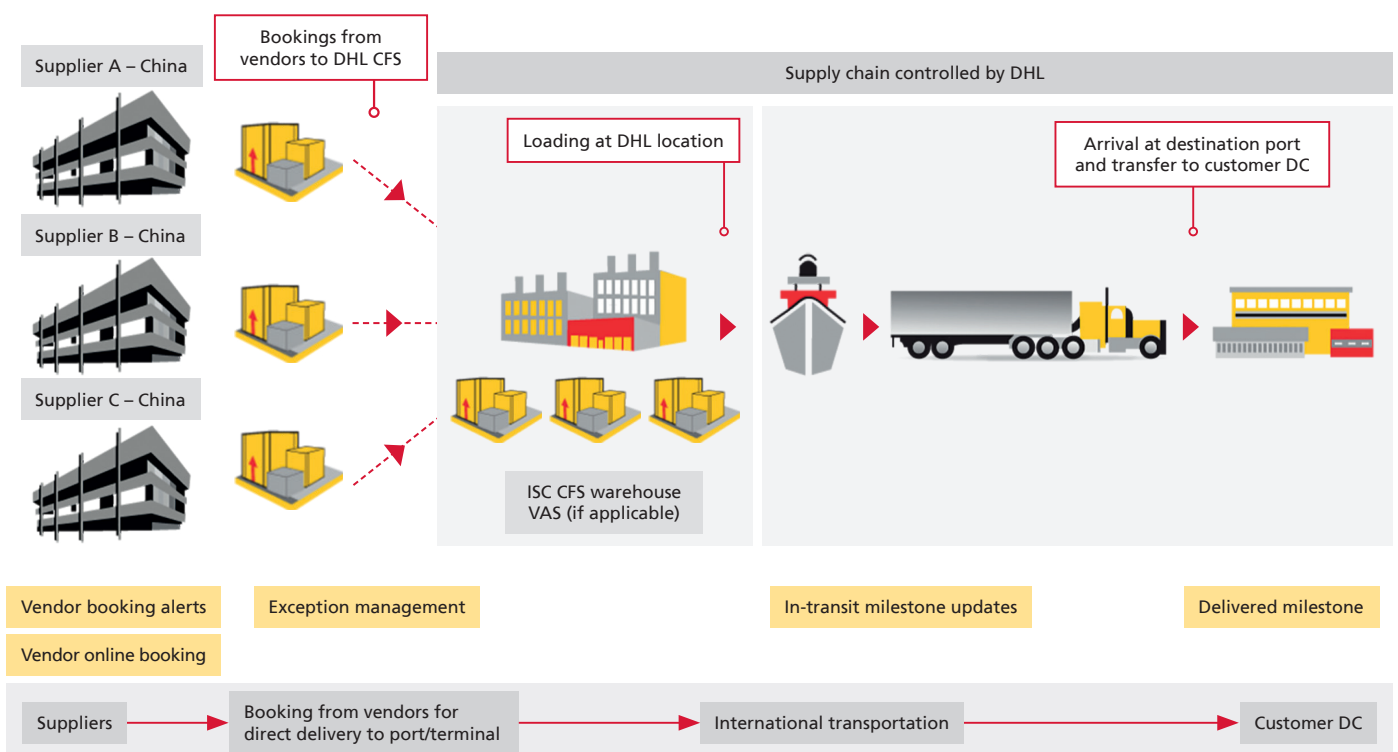 Supplier A – China
Bookings from
vendors to DHL CFS
Supply chain controlled by DHL
Loading at DHL location
Arrival at destination port
and transfer to customer DC
Supplier B – China
Supplier C – China
ISC CFS warehouse
VAS (if applicable)
Vendor booking alerts
Exception management
In-transit milestone updates
Delivered milestone
Vendor online booking
Suppliers
Booking from vendors for
direct delivery to port/terminal
International transportation
Customer DC